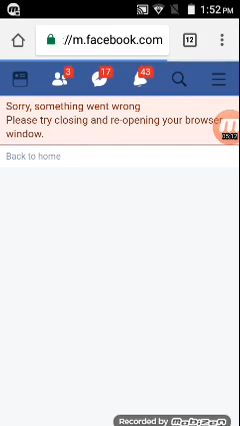 1:52 PM
://m.facebook.com
12
3
17
43
Sorry, something went wrong
Please try closing and re-opening your browser
window.
Back to home
Recorded by mobizen